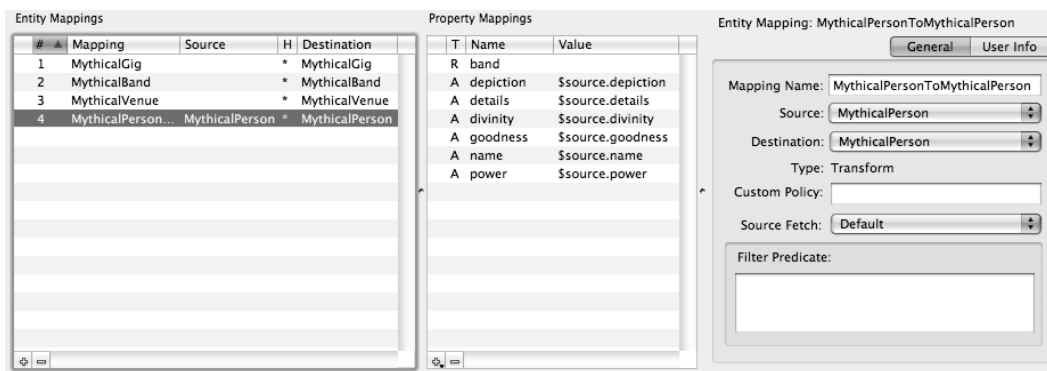 Entity Mappings
# Mapping Source H Destination
1 MythicalGig * MythicalGig
2 MythicalBand * MythicalBand
3 MythicalVenue * MythicalVenue
4 MythicalPerson... MythicalPerson * MythicalPerson
Property Mappings
T Name Value
R band
A depiction $source.depiction
A details $source.details
A divinity $source.divinity
A goodness $source.goodness
A name $source.name
A power $source.power
Entity Mapping: MythicalPersonToMythicalPerson
General User Info
Mapping Name: MythicalPersonToMythicalPerson
Source: MythicalPerson
Destination: MythicalPerson
Type: Transform
Custom Policy:
Source Fetch: Default
Filter Predicate: